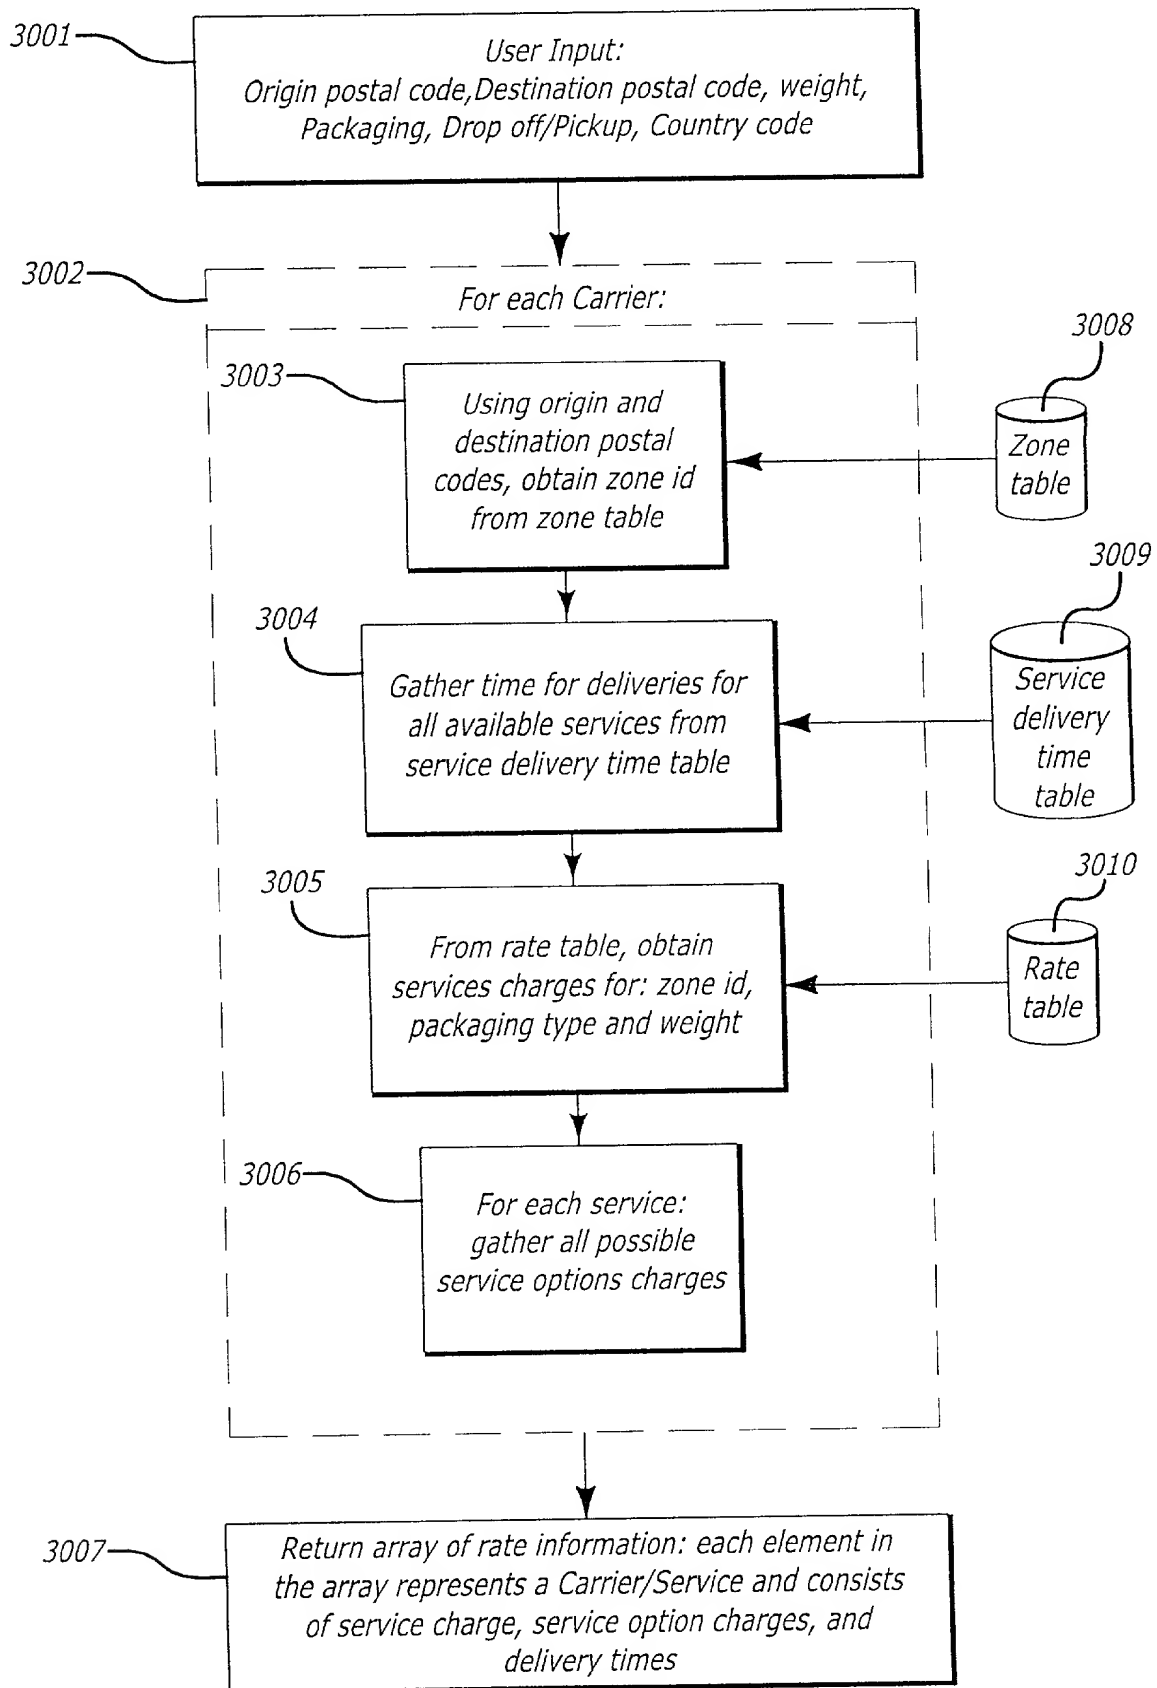 3001
User Input:
Origin postal code,Destination postal code, weight,
Packaging, Drop off/Pickup, Country code
3002
For each Carrier:
3003
Using origin and
destination postal
codes, obtain zone id
from zone table
3008
Zone
table
3004
Gather time for deliveries for
all available services from
service delivery time table
3009
Service
delivery
time
table
3005
From rate table, obtain
services charges for: zone id,
packaging type and weight
3010
Rate
table
3006
For each service:
gather all possible
service options charges
3007
Return array of rate information: each element in
the array represents a Carrier/Service and consists
of service charge, service option charges, and
delivery times